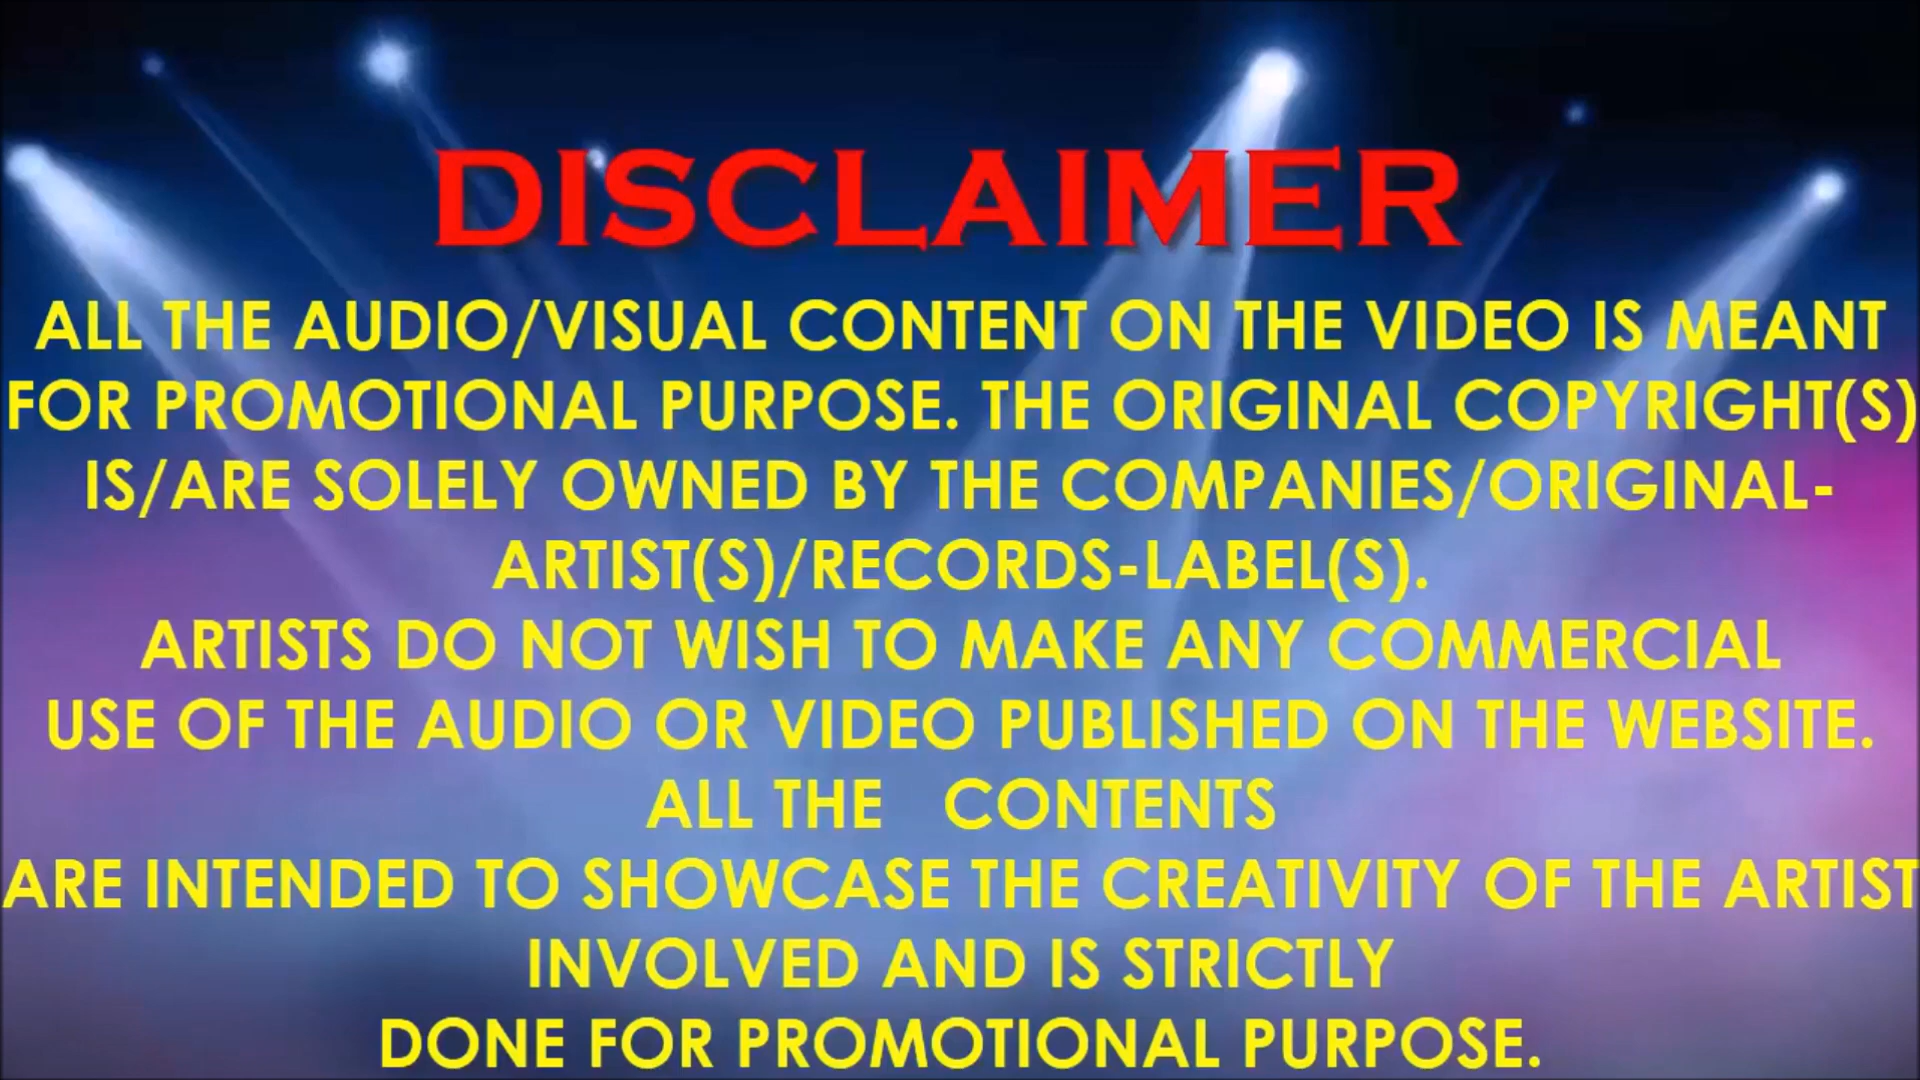 DISCLAIMER
ALL THE AUDIO/VISUAL CONTENT ON THE VIDEO IS MEANT
FOR PROMOTIONAL PURPOSE. THE ORIGINAL COPYRIGHT(S)
IS/ARE SOLELY OWNED BY THE COMPANIES/ORIGINAL-
ARTIST(S)/RECORDS-LABEL(S).
ARTISTS DO NOT WISH TO MAKE ANY COMMERCIAL
USE OF THE AUDIO OR VIDEO PUBLISHED ON THE WEBSITE.
ALL THE   CONTENTS
ARE INTENDED TO SHOWCASE THE CREATIVITY OF THE ARTIST
INVOLVED AND IS STRICTLY
DONE FOR PROMOTIONAL PURPOSE.